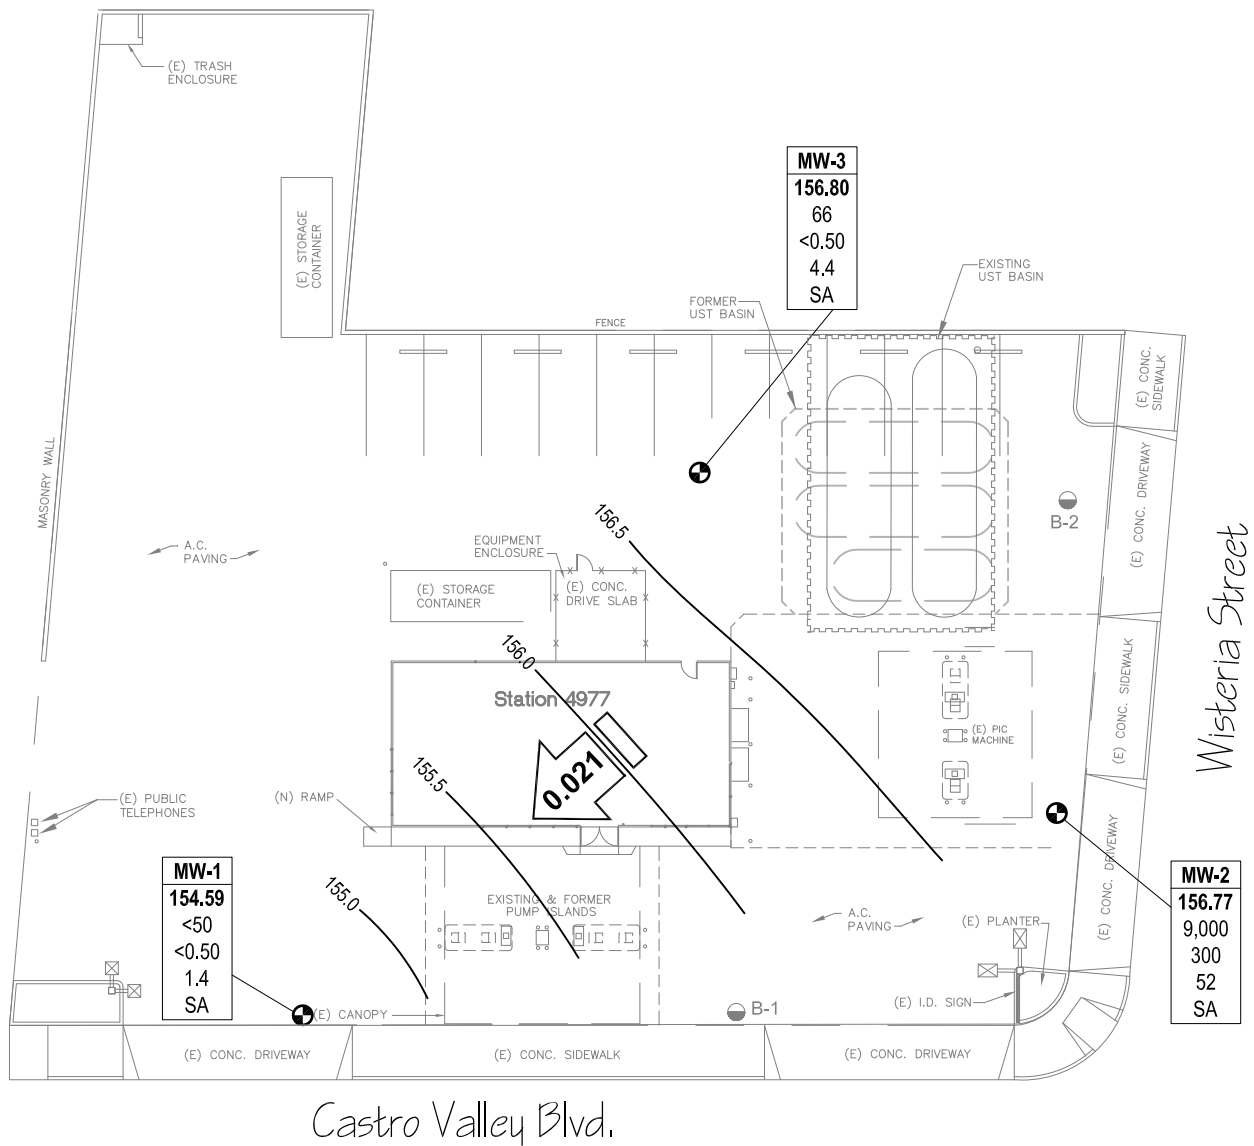 (E) TRASH
ENCLOSURE
MW-3
156.80
66
<0.50
4.4
SA
(E) STORAGE
CONTAINER
EXISTING
UST BASIN
FORMER
UST BASIN
FENCE
(E) CONC.
SIDEWALK
MASONRY WALL
(E) CONC. DRIVEWAY
B-2
156.5
A.C.
PAVING
EQUIPMENT
ENCLOSURE
(E) STORAGE
CONTAINER
(E) CONC.
DRIVE SLAB
Wisteria Street
156.0
(E) CONC. SIDEWALK
Station 4977
(E) PIC
MACHINE
0.021
155.5
(N) RAMP
(E) PUBLIC
TELEPHONES
MW-1
154.59
<50
<0.50
1.4
SA
155.0
EXISTING & FORMER
PUMP ISLANDS
A.C.
PAVING
(E) PLANTER
(E) CONC. DRIVEWAY
MW-2
156.77
9,000
300
52
SA
(E) I.D. SIGN
(E) CANOPY
B-1
(E) CONC. DRIVEWAY
(E) CONC. SIDEWALK
(E) CONC. DRIVEWAY
Castro Valley Blvd.